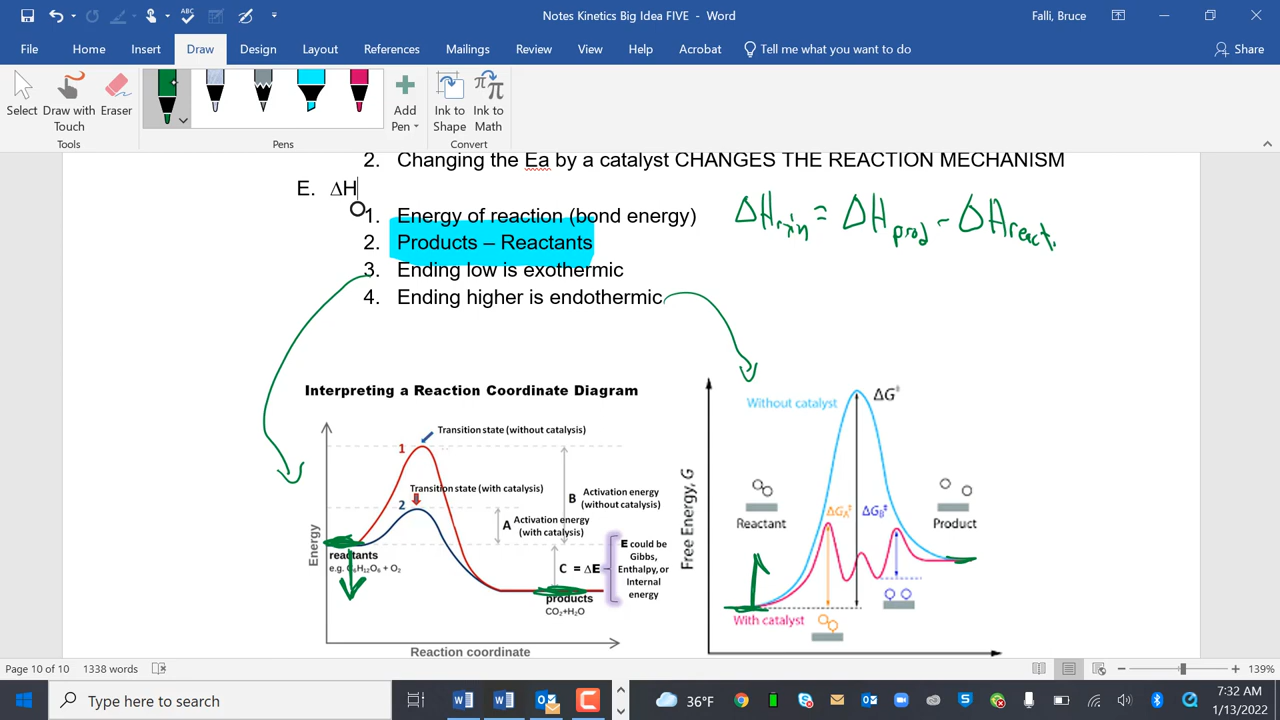 Notes Kinetics Big Idea FIVE - Word
Falli, Bruce
File Home Insert Draw Design Layout References Mailings Review View Help Acrobat Tell me what you want to do Share
Select Draw with Touch Eraser Add Pen Ink to Shape Ink to Math
Tools Pens Convert
2. Changing the Ea by a catalyst CHANGES THE REACTION MECHANISM
E. ΔH
1. Energy of reaction (bond energy)
ΔHrxn = ΔHprod - ΔHreact.
2. Products – Reactants
3. Ending low is exothermic
4. Ending higher is endothermic
Interpreting a Reaction Coordinate Diagram
Transition state (without catalysis)
1
Transition state (with catalysis)
2
B Activation energy
(without catalysis)
A Activation energy
(with catalysis)
Energy
reactants
e.g. C6H12O6 + O2
C = ΔE
E could be
Gibbs,
Enthalpy, or
Internal
energy
products
CO2+H2O
Reaction coordinate
Without catalyst
ΔG‡
Free Energy, G
Reactant
ΔGA‡
ΔGB‡
Product
With catalyst
Page 10 of 10 1338 words 139%
Type here to search
36°F
7:32 AM
1/13/2022